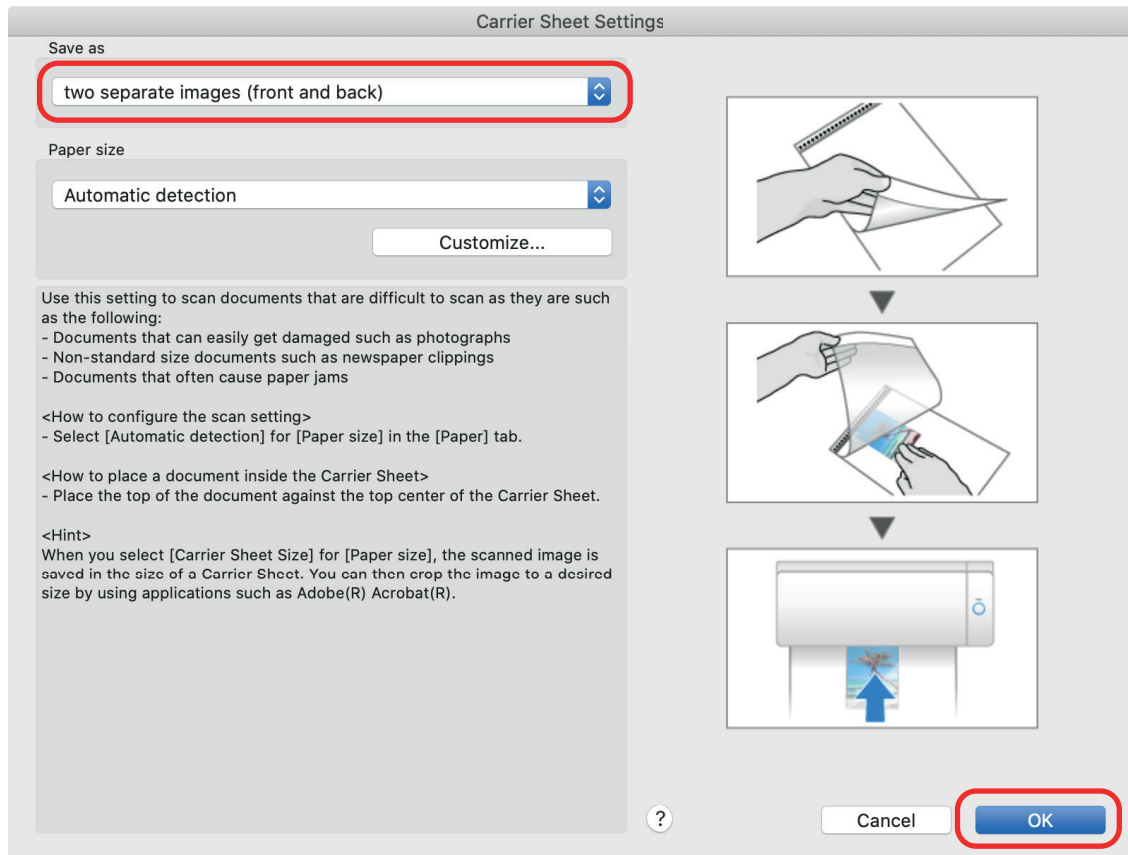 Carrier Sheet Settings
Save as
two separate images (front and back)
Paper size
Automatic detection
Customize...
Use this setting to scan documents that are difficult to scan as they are such
as the following:
- Documents that can easily get damaged such as photographs
- Non-standard size documents such as newspaper clippings
- Documents that often cause paper jams
<How to configure the scan setting>
- Select [Automatic detection] for [Paper size] in the [Paper] tab.
<How to place a document inside the Carrier Sheet>
- Place the top of the document against the top center of the Carrier Sheet.
<Hint>
When you select [Carrier Sheet Size] for [Paper size], the scanned image is
saved in the size of a Carrier Sheet. You can then crop the image to a desired
size by using applications such as Adobe(R) Acrobat(R).
?
Cancel
OK